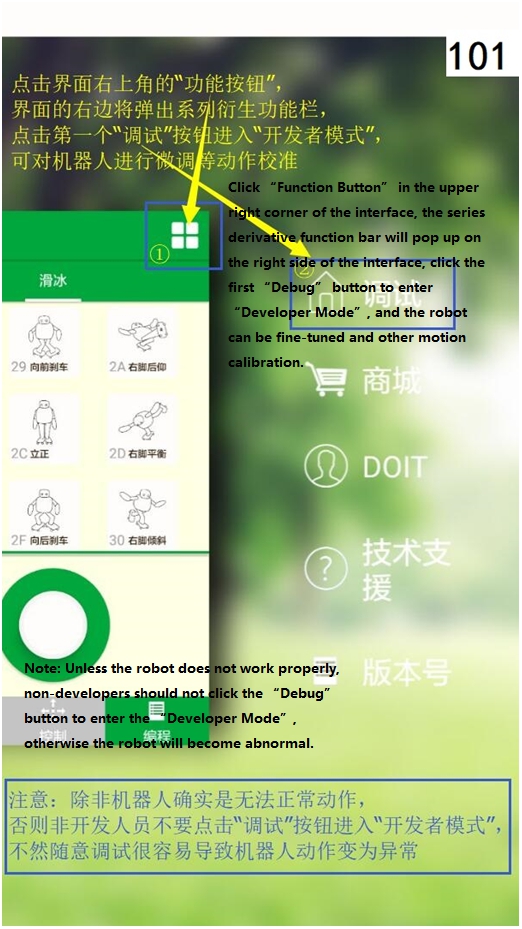 101
点击界面右上角的“功能按钮”，
界面的右边将弹出系列衍生功能栏，
点击第一个“调试”按钮进入“开发者模式”，
可对机器人进行微调等动作校准
Click “Function Button” in the upper
right corner of the interface, the series
derivative function bar will pop up on
the right side of the interface, click the
first “Debug” button to enter
“Developer Mode”, and the robot
can be fine-tuned and other motion
calibration.
①
②
调试
滑冰
29 向前刹车
2A 右脚后仰
2C 立正
2D 右脚平衡
2F 向后刹车
30 右脚倾斜
商城
DOIT
?
技术支
援
版本号
Note: Unless the robot does not work properly,
non-developers should not click the “Debug”
button to enter the “Developer Mode”,
otherwise the robot will become abnormal.
控制
编程
注意：除非机器人确实是无法正常动作，
否则非开发人员不要点击“调试”按钮进入“开发者模式”，
不然随意调试很容易导致机器人动作变为异常